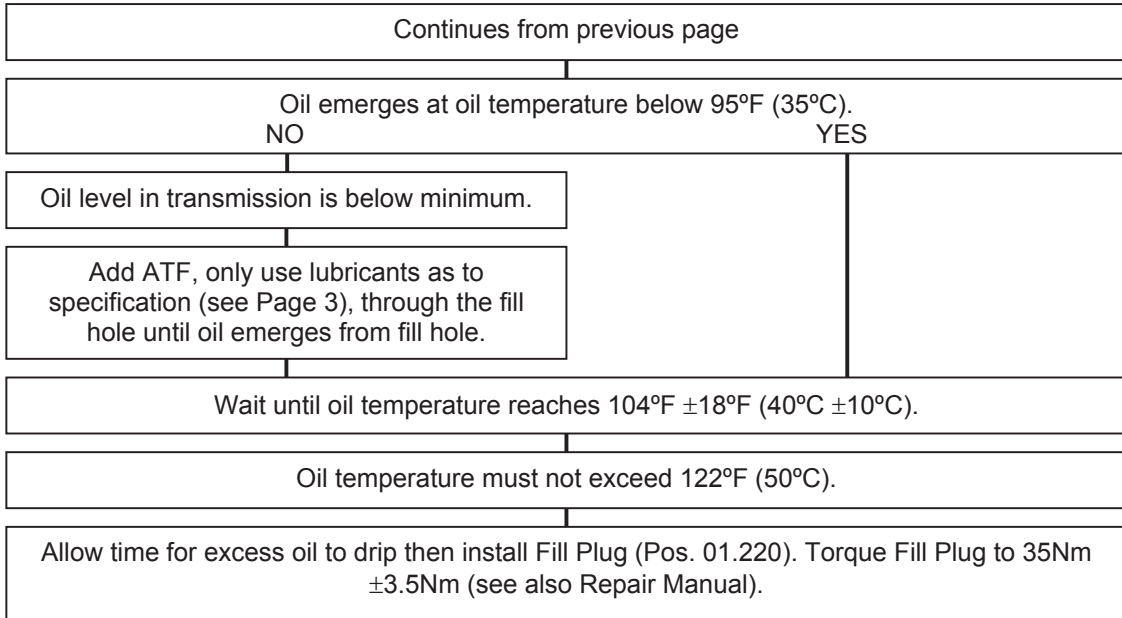 Continues from previous page
Oil emerges at oil temperature below 95ºF (35ºC).
NO YES
Oil level in transmission is below minimum.
Add ATF, only use lubricants as to
specification (see Page 3), through the fill
hole until oil emerges from fill hole.
Wait until oil temperature reaches 104ºF ±18ºF (40ºC ±10ºC).
Oil temperature must not exceed 122ºF (50ºC).
Allow time for excess oil to drip then install Fill Plug (Pos. 01.220). Torque Fill Plug to 35Nm
±3.5Nm (see also Repair Manual).